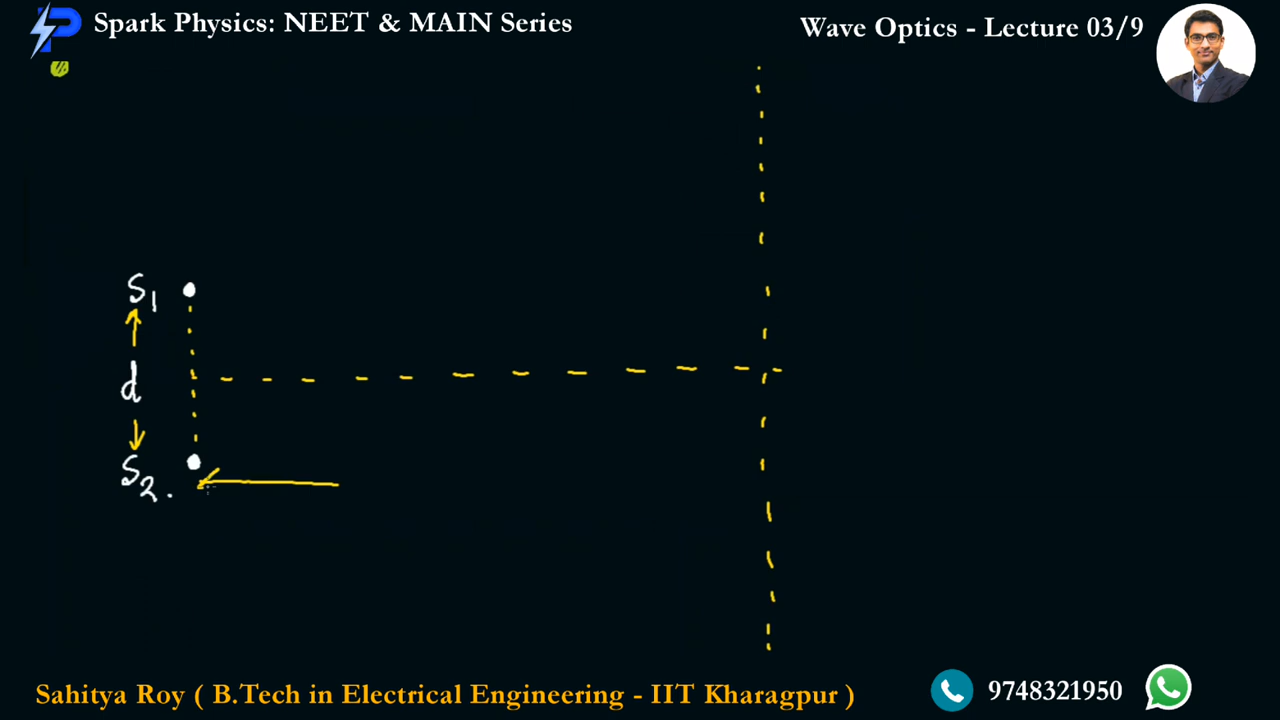 Spark Physics: NEET & MAIN Series
Wave Optics - Lecture 03/9
S1
d
S2.
Sahitya Roy ( B.Tech in Electrical Engineering - IIT Kharagpur )
9748321950